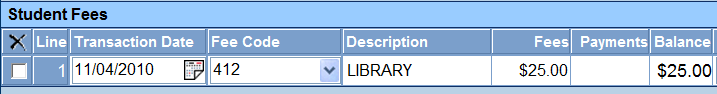 Student Fees
X Line Transaction Date Fee Code Description Fees Payments Balance
1 11/04/2010 412 LIBRARY $25.00 $25.00